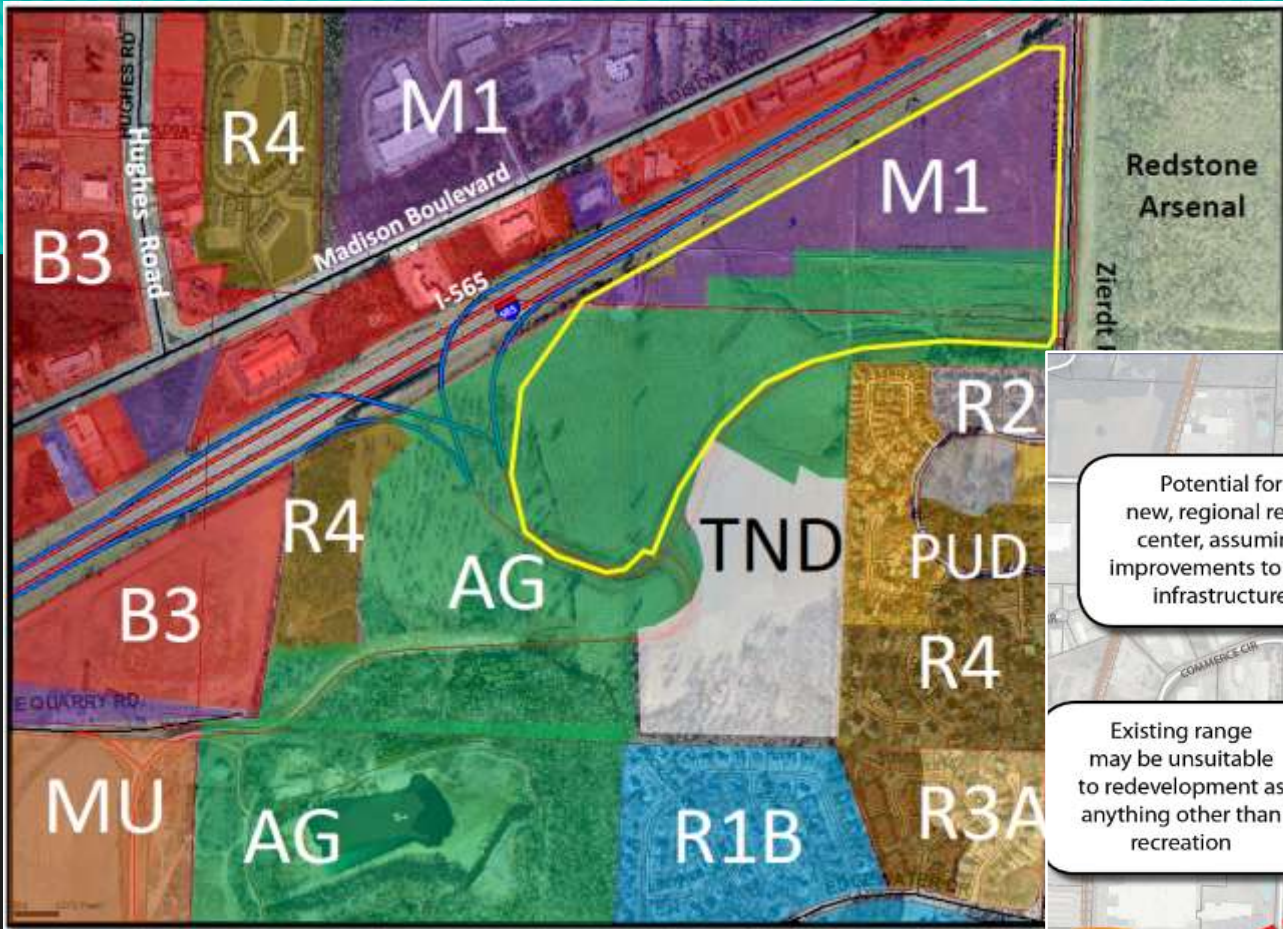 HUGHES RD
Hughes Road
R4
M1
MADISON BLVD
Madison Boulevard
B3
I-565
565
M1
Redstone
Arsenal
Zierdt
R2
R4
B3
AG
TND
PUD
R4
E QUARRY RD
MU
AG
R1B
R3A
Potential for
new, regional re
center, assumin
improvements to
infrastructure
COMMERCE CIR
Existing range
may be unsuitable
to redevelopment as
anything other than
recreation